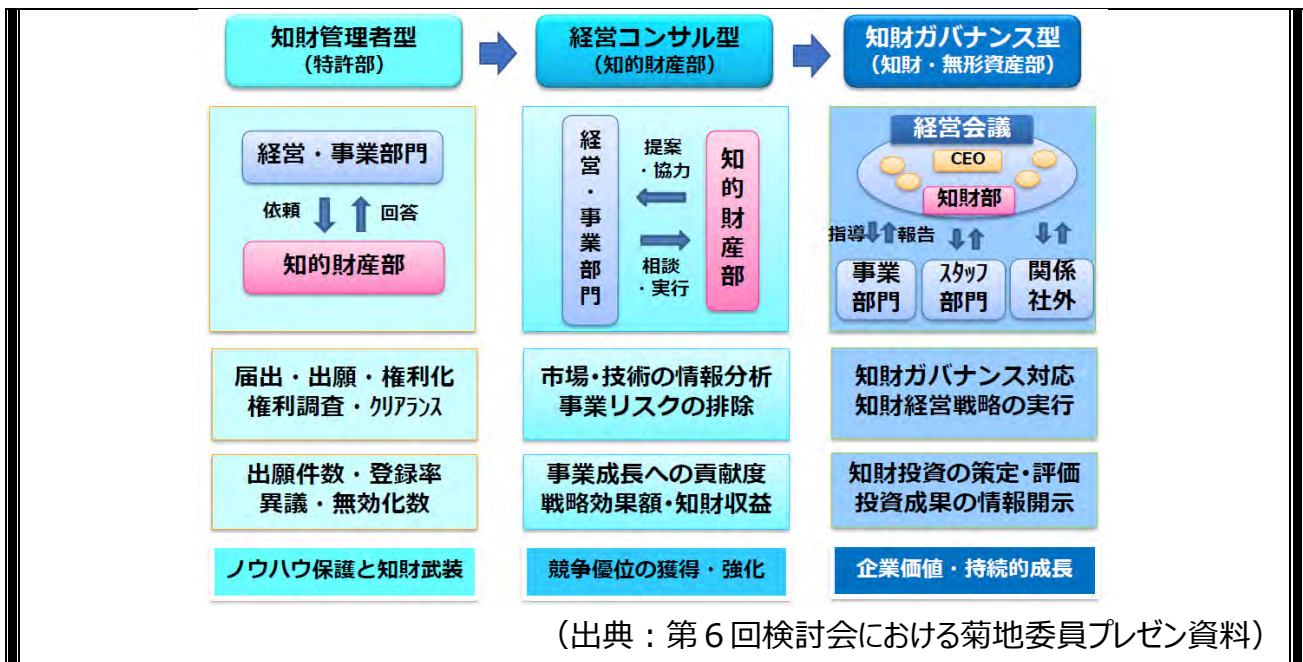 知財管理者型
(特許部)
経営コンサル型
(知的財産部)
知財ガバナンス型
(知財・無形資産部)
経営・事業部門
依頼
回答
知的財産部
経営・事業部門
提案
・協力
相談
・実行
知的財産部
経営会議
CEO
知財部
指導
報告
事業
部門
スタッフ
部門
関係
社外
届出・出願・権利化
権利調査・クリアランス
市場・技術の情報分析
事業リスクの排除
知財ガバナンス対応
知財経営戦略の実行
出願件数・登録率
異議・無効化数
事業成長への貢献度
戦略効果額・知財収益
知財投資の策定・評価
投資成果の情報開示
ノウハウ保護と知財武装
競争優位の獲得・強化
企業価値・持続的成長
（出典：第６回検討会における菊地委員プレゼン資料）